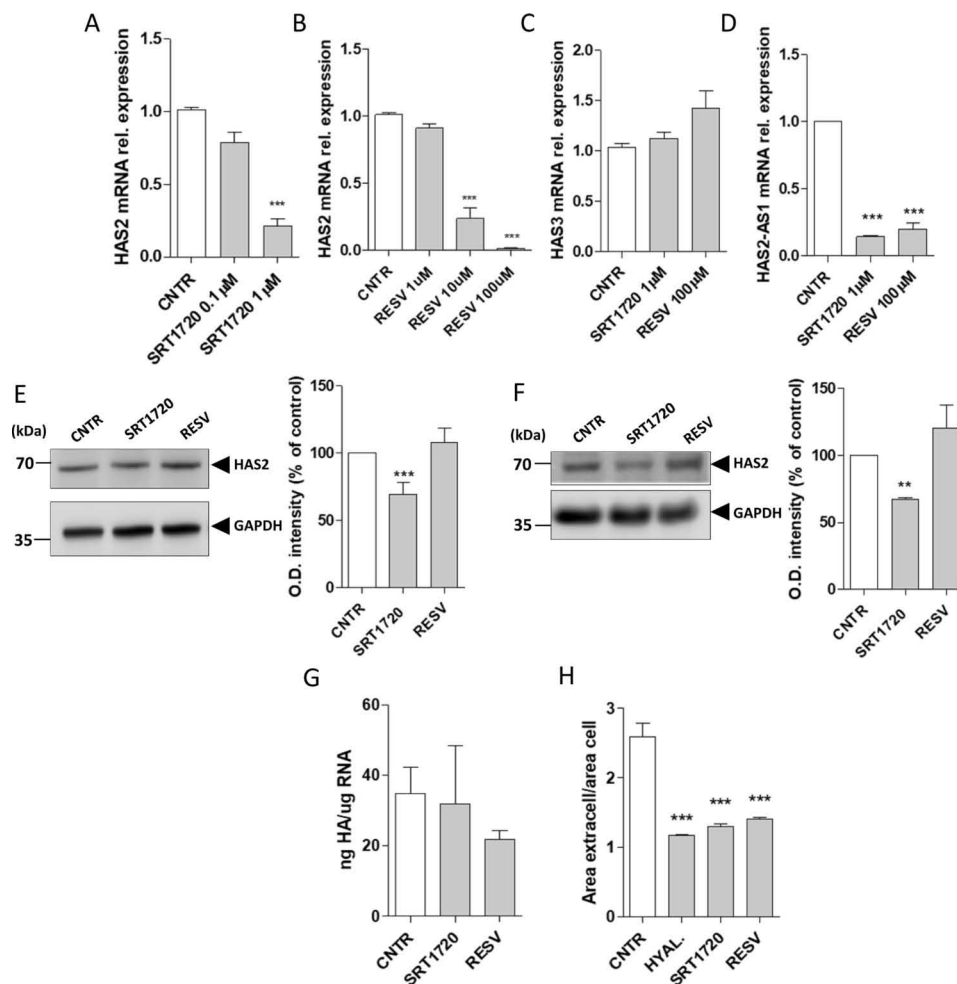 A
HAS2 mRNA rel. expression
1.5
1.0
0.5
0.0
CNTR
SRT1720 0.1 µM
SRT1720 1 µM
***
B
HAS2 mRNA rel. expression
1.5
1.0
0.5
0.0
CNTR
RESV 1uM
RESV 10uM
RESV 100uM
***
***
C
HAS3 mRNA rel. expression
2.0
1.5
1.0
0.5
0.0
CNTR
SRT1720 1µM
RESV 100µM
D
HAS2-AS1 mRNA rel. expression
1.5
1.0
0.5
0.0
CNTR
SRT1720 1µM
RESV 100µM
***
***
E
(kDa)
CNTR
SRT1720
RESV
70
HAS2
35
GAPDH
O.D. intensity (% of control)
150
100
50
0
***
CNTR
SRT1720
RESV
F
(kDa)
CNTR
SRT1720
RESV
70
HAS2
35
GAPDH
O.D. intensity (% of control)
150
100
50
0
**
CNTR
SRT1720
RESV
G
ng HA/ug RNA
60
40
20
0
CNTR
SRT1720
RESV
H
Area extracell/area cell
3
2
1
0
***
***
***
CNTR
HYAL.
SRT1720
RESV